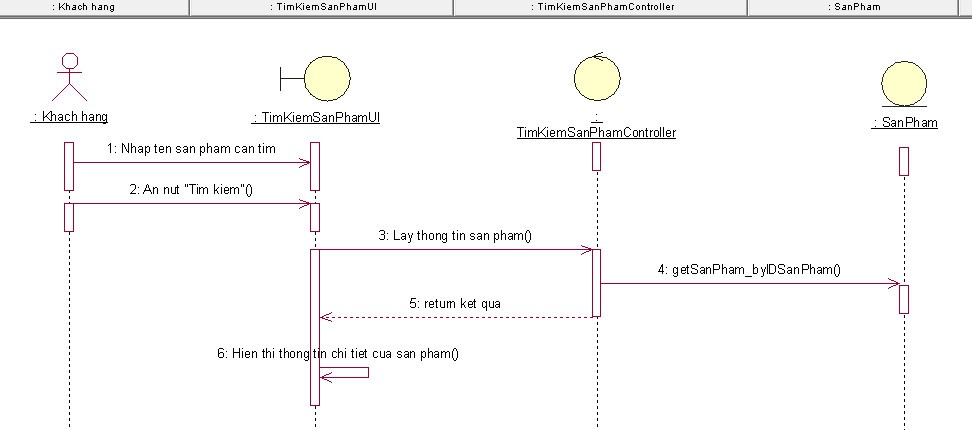 : Khach hang
: TimKiemSanPhamUI
: TimKiemSanPhamController
: SanPham
: Khach hang
: TimKiemSanPhamUI
:
TimKiemSanPhamController
: SanPham
1: Nhap ten san pham can tim
2: An nut "Tim kiem"()
3: Lay thong tin san pham()
4: getSanPham_byIDSanPham()
5: return ket qua
6: Hien thi thong tin chi tiet cua san pham()